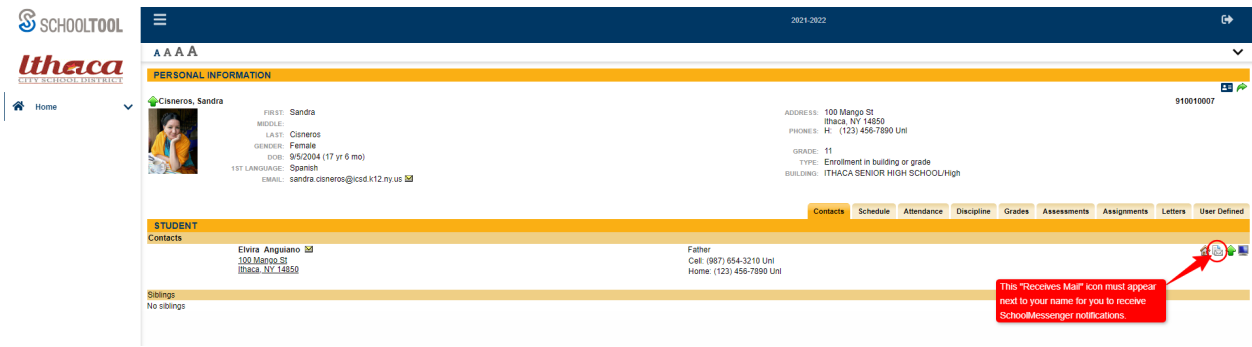 SCHOOLTOOL
2021-2022
Ithaca
CITY SCHOOL DISTRICT
A A A A
PERSONAL INFORMATION
Home
Cisneros, Sandra
910010007
FIRST: Sandra
MIDDLE:
LAST: Cisneros
GENDER: Female
DOB: 9/5/2004 (17 yr 6 mo)
1ST LANGUAGE: Spanish
EMAIL: sandra.cisneros@icsd.k12.ny.us
ADDRESS: 100 Mango St
Ithaca, NY 14850
PHONES: H: (123) 456-7890 Unl
GRADE: 11
TYPE: Enrollment in building or grade
BUILDING: ITHACA SENIOR HIGH SCHOOL/High
Contacts Schedule Attendance Discipline Grades Assessments Assignments Letters User Defined
STUDENT
Contacts
Elvira Anguiano
100 Mango St
Ithaca, NY 14850
Father
Cell: (987) 654-3210 Unl
Home: (123) 456-7890 Unl
This "Receives Mail" icon must appear
next to your name for you to receive
SchoolMessenger notifications.
Siblings
No siblings